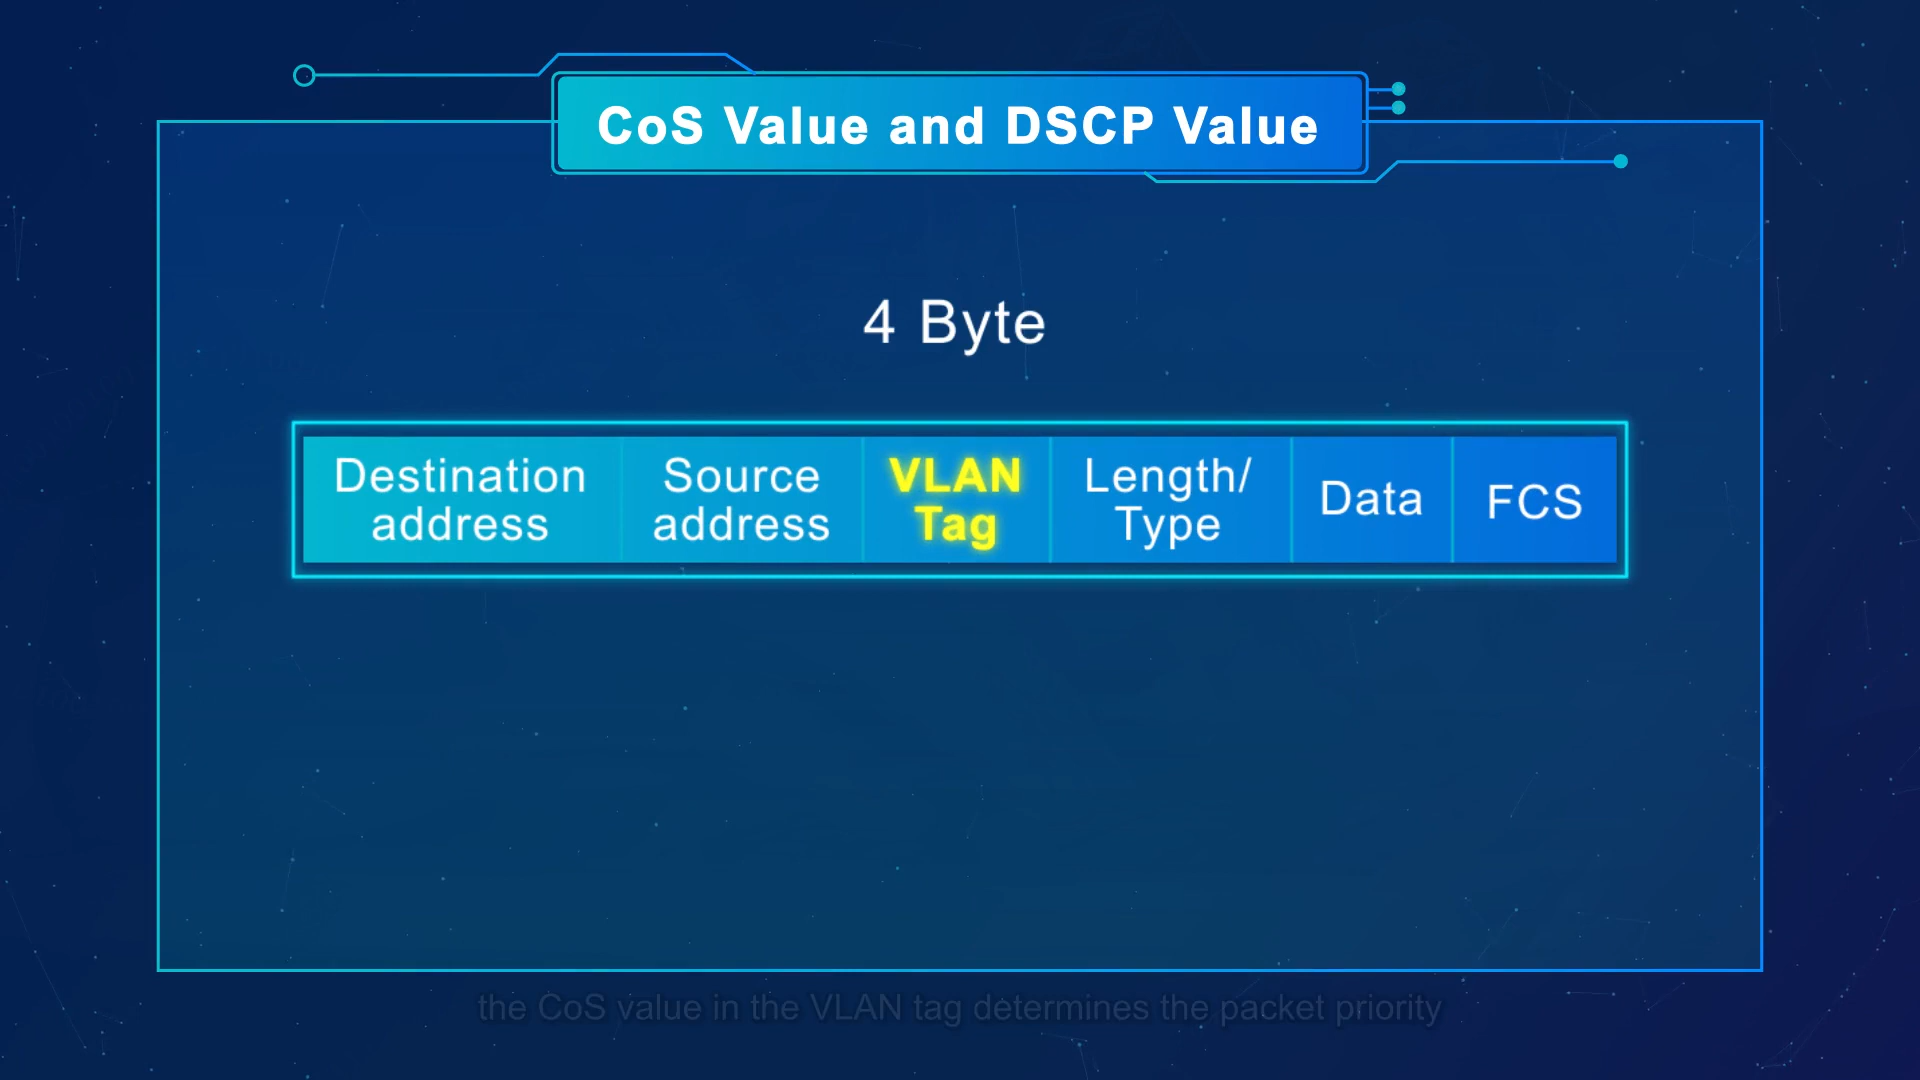 CoS Value and DSCP Value
4 Byte
Destination
address
Source
address
VLAN
Tag
Length/
Type
Data
FCS
the CoS value in the VLAN tag determines the packet priority